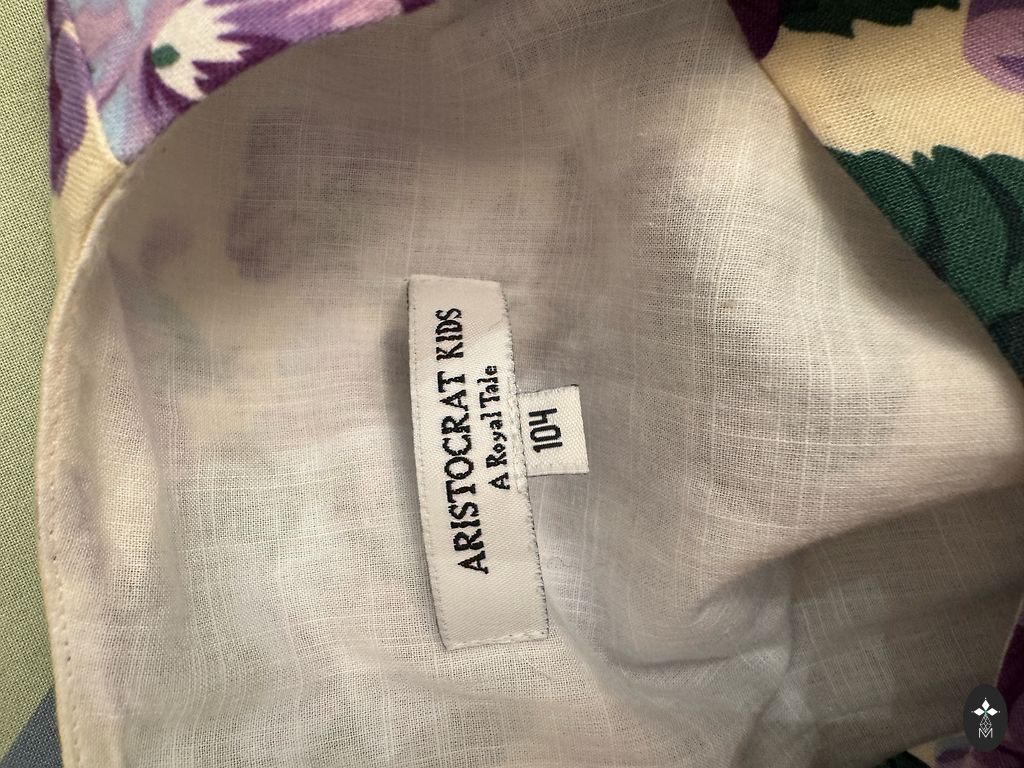 ARISTOCRAT KIDS
A Royal Tale
104
M